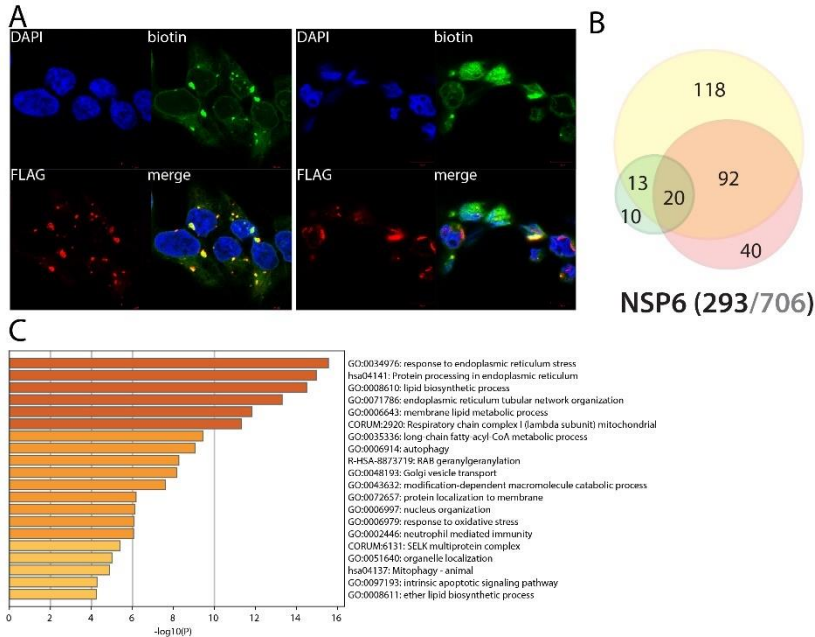 A
B
DAPI biotin DAPI biotin
FLAG merge FLAG merge
118
13 20 92
10
40
NSP6 (293/706)
C
GO:0034976: response to endoplasmic reticulum stress
hsa04141: Protein processing in endoplasmic reticulum
GO:0008610: lipid biosynthetic process
GO:0071786: endoplasmic reticulum tubular network organization
GO:0006643: membrane lipid metabolic process
CORUM:2920: Respiratory chain complex I (lambda subunit) mitochondrial
GO:0035336: long-chain fatty-acyl-CoA metabolic process
GO:0006914: autophagy
R-HSA-8873719: RAB geranylgeranylation
GO:0048193: Golgi vesicle transport
GO:0043632: modification-dependent macromolecule catabolic process
GO:0072657: protein localization to membrane
GO:0006997: nucleus organization
GO:0006979: response to oxidative stress
GO:0002446: neutrophil mediated immunity
CORUM:6131: SELK multiprotein complex
GO:0051640: organelle localization
hsa04137: Mitophagy - animal
GO:0097193: intrinsic apoptotic signaling pathway
GO:0008611: ether lipid biosynthetic process
0 2 4 6 8 10 12 14 16
-log10(P)